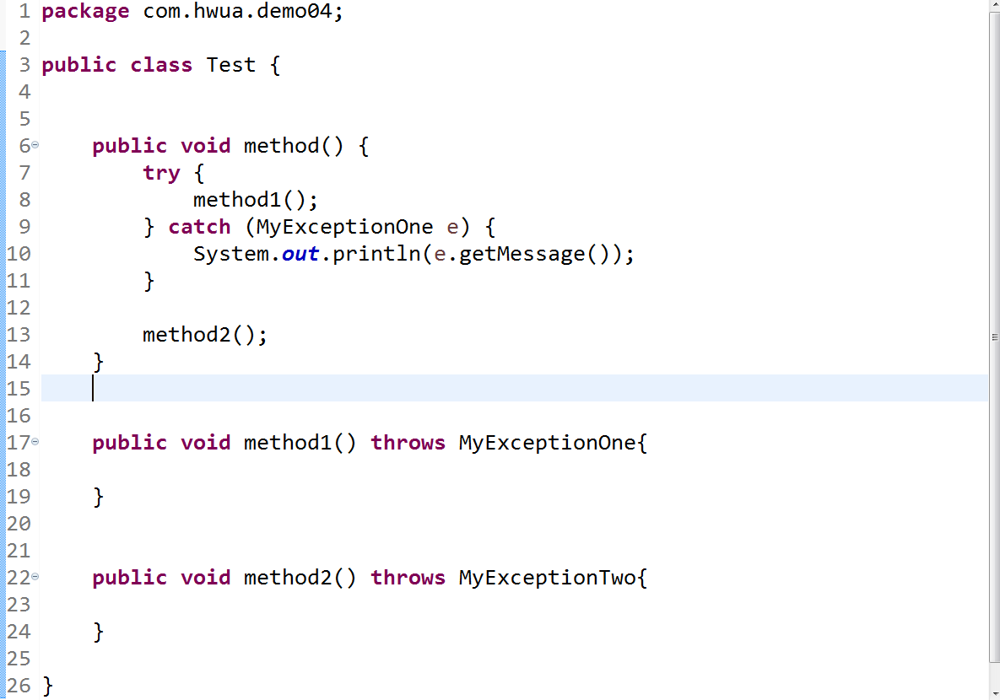 1 package com.hwua.demo04;
2
3 public class Test {
4
5
6 public void method() {
7 try {
8 method1();
9 } catch (MyExceptionOne e) {
10 System.out.println(e.getMessage());
11 }
12
13 method2();
14 }
15
16
17 public void method1() throws MyExceptionOne{
18
19 }
20
21
22 public void method2() throws MyExceptionTwo{
23
24 }
25
26 }